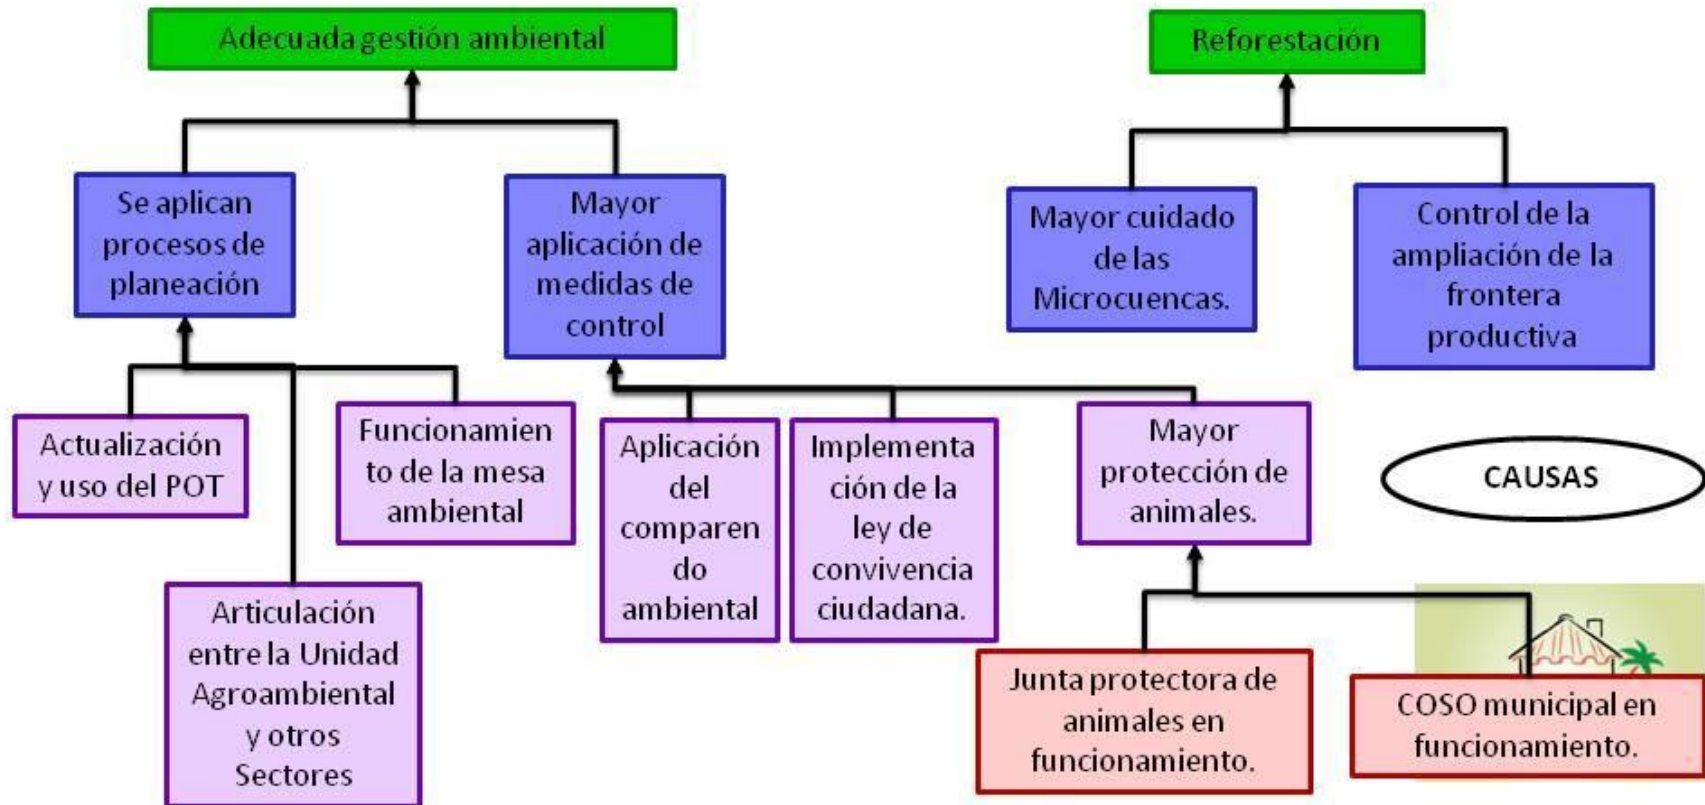 Adecuada gestión ambiental
Reforestación
Se aplican
procesos de
planeación
Mayor
aplicación de
medidas de
control
Mayor cuidado
de las
Microcuencas.
Control de la
ampliación de la
frontera
productiva
Actualización
y uso del POT
Funcionamien
to de la mesa
ambiental
Aplicación
del
comparen
do
ambiental
Implementa
ción de la
ley de
convivencia
ciudadana.
Mayor
protección de
animales.
CAUSAS
Articulación
entre la Unidad
Agroambiental
y otros
Sectores
Junta protectora de
animales en
funcionamiento.
COSO municipal en
funcionamiento.